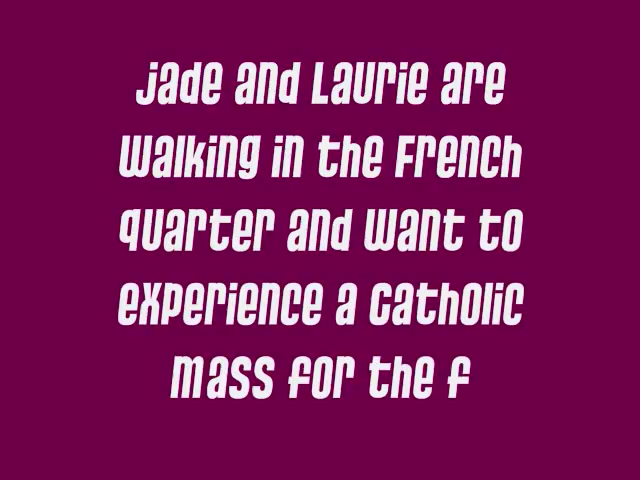 Jade and Laurie are
walking in the French
quarter and want to
experience a catholic
mass for the f